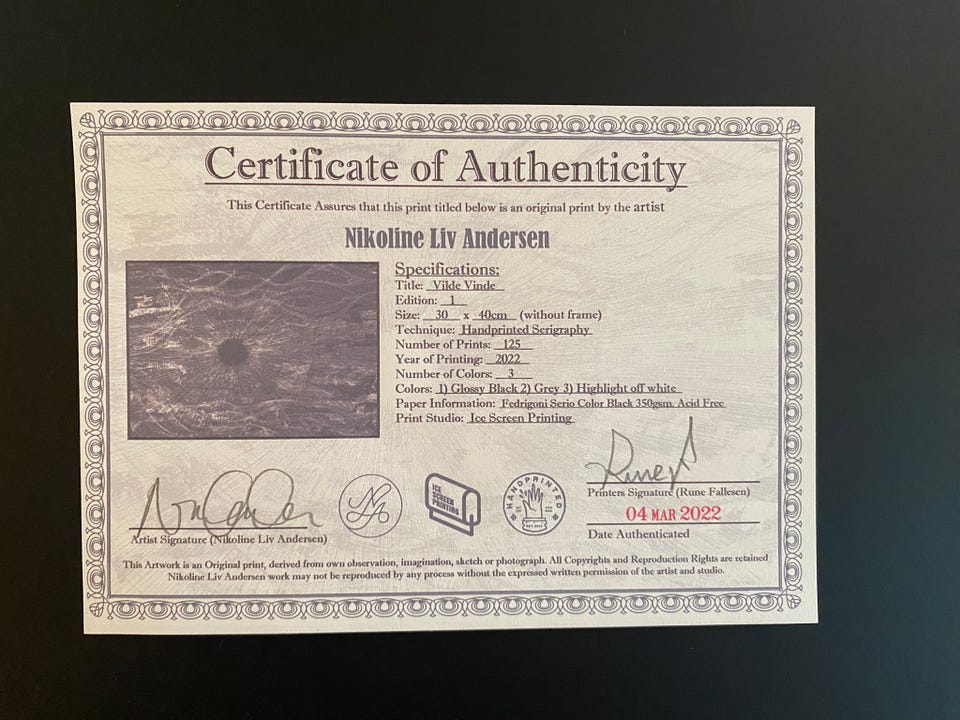 Certificate of Authenticity
This Certificate Assures that this print titled below is an original print by the artist
Nikoline Liv Andersen
Specifications:
Title: Vilde Vinde
Edition: 1
Size: 30 x 40cm (without frame)
Technique: Handprinted Serigraphy
Number of Prints: 125
Year of Printing: 2022
Number of Colors: 3
Colors: 1) Glossy Black 2) Grey 3) Highlight off white
Paper Information: Fedrigoni Serio Color Black 350gsm. Acid Free
Print Studio: Ice Screen Printing
ICE
SCREEN
PRINTING
HANDPRINTED
Printers Signature (Rune Fallesen)
04 MAR 2022
Date Authenticated
Artist Signature (Nikoline Liv Andersen)
This Artwork is an Original print, derived from own observation, imagination, sketch or photograph. All Copyrights and Reproduction Rights are retained
Nikoline Liv Andersen work may not be reproduced by any process without the expressed written permission of the artist and studio.